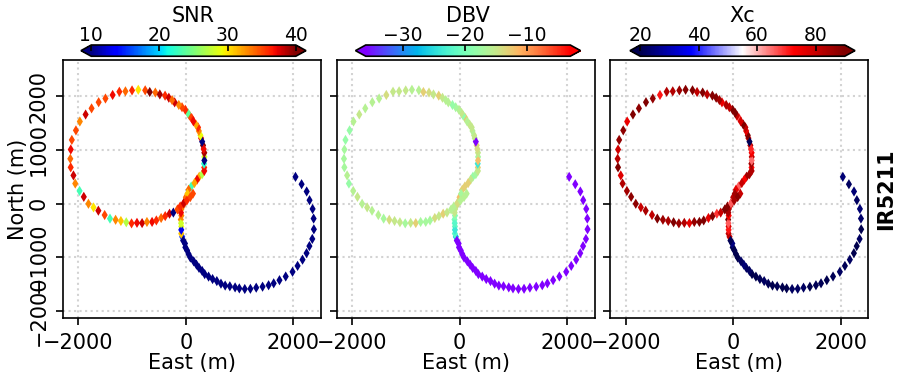 SNR DBV Xc
10 20 30 40 −30 −20 −10 20 40 60 80
2000
1000
0
−1000
−2000
North (m)
−2000 0 2000 −2000 0 2000 −2000 0 2000
East (m) East (m) East (m)
IR5211